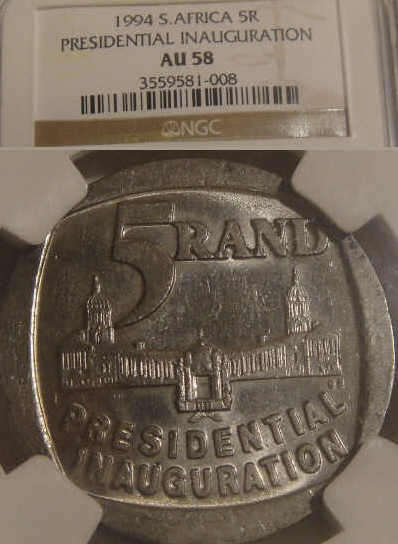 1994 S.AFRICA 5R
PRESIDENTIAL INAUGURATION
AU 58
3559581-008
NGC
5 RAND
PRESIDENTIAL
INAUGURATION